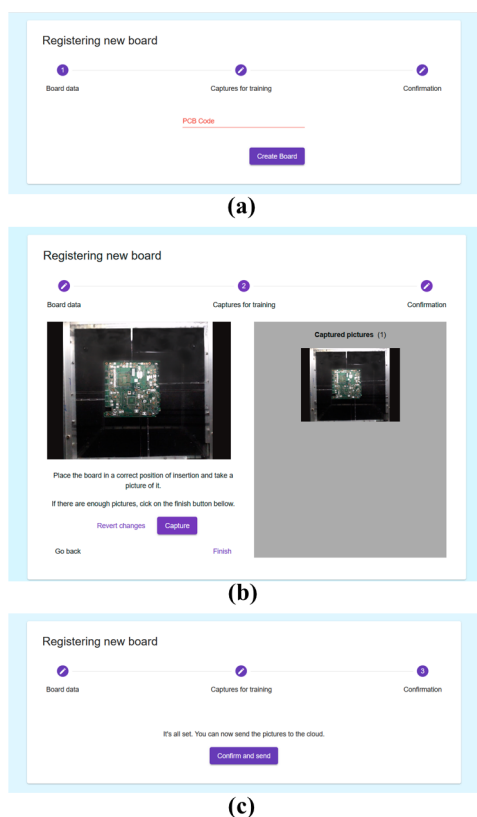 Registering new board
1
Board data
Captures for training
Confirmation
PCB Code
Create Board
(a)
Registering new board
2
Board data
Captures for training
Confirmation
Captured pictures (1)
Place the board in a correct position of insertion and take a
picture of it.
If there are enough pictures, cick on the finish button bellow.
Revert changes
Capture
Go back
Finish
(b)
Registering new board
3
Board data
Captures for training
Confirmation
It's all set. You can now send the pictures to the cloud.
Confirm and send
(c)